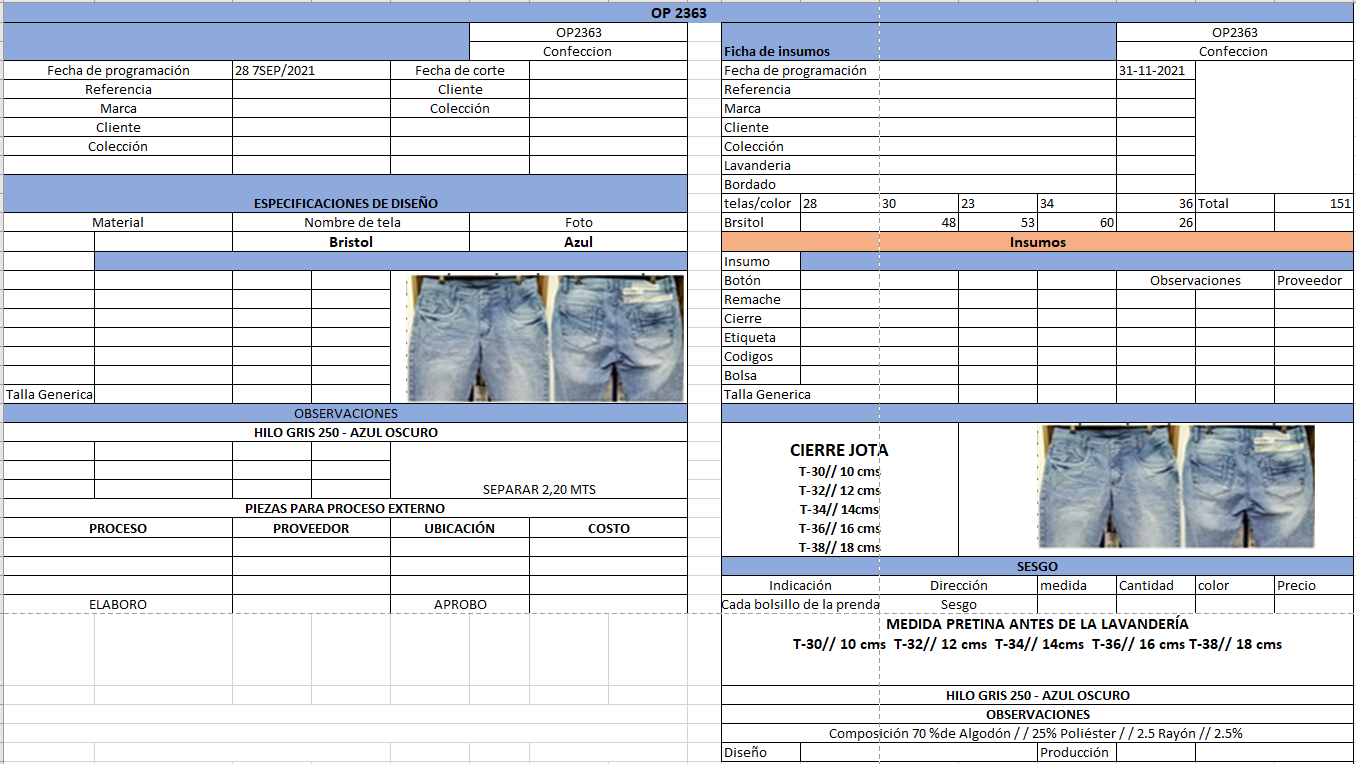 OP 2363
OP2363
Confeccion
Fecha de programación 28 7SEP/2021 Fecha de corte
Referencia Cliente
Marca Colección
Cliente
Colección
ESPECIFICACIONES DE DISEÑO
Material Nombre de tela Foto
Bristol Azul
Talla Generica
OBSERVACIONES
HILO GRIS 250 - AZUL OSCURO
SEPARAR 2,20 MTS
PIEZAS PARA PROCESO EXTERNO
PROCESO PROVEEDOR UBICACIÓN COSTO
ELABORO APROBO
OP2363
Ficha de insumos Confeccion
Fecha de programación 31-11-2021
Referencia
Marca
Cliente
Colección
Lavanderia
Bordado
telas/color 28 30 23 34 36 Total 151
Brsitol 48 53 60 26
Insumos
Insumo
Botón Observaciones Proveedor
Remache
Cierre
Etiqueta
Codigos
Bolsa
Talla Generica
CIERRE JOTA
T-30// 10 cms
T-32// 12 cms
T-34// 14cms
T-36// 16 cms
T-38// 18 cms
SESGO
Indicación Dirección medida Cantidad color Precio
Cada bolsillo de la prenda Sesgo
MEDIDA PRETINA ANTES DE LA LAVANDERÍA
T-30// 10 cms T-32// 12 cms T-34// 14cms T-36// 16 cms T-38// 18 cms
HILO GRIS 250 - AZUL OSCURO
OBSERVACIONES
Composición 70 %de Algodón / / 25% Poliéster / / 2.5 Rayón // 2.5%
Diseño Producción